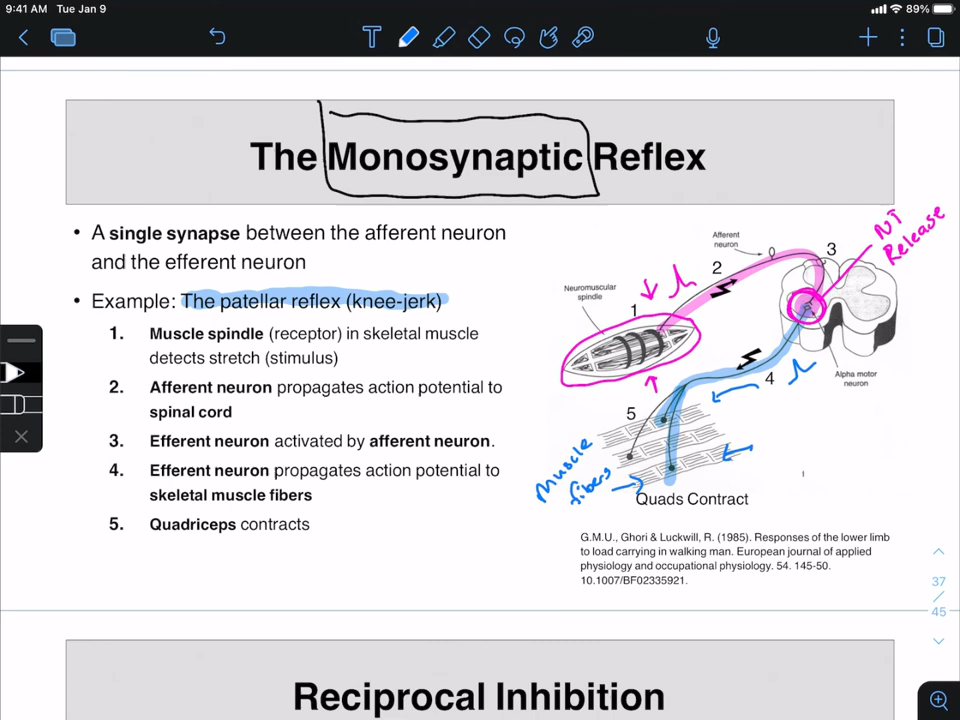 9:41 AM Tue Jan 9
89%
The Monosynaptic Reflex
• A single synapse between the afferent neuron
and the efferent neuron
• Example: The patellar reflex (knee-jerk)
1. Muscle spindle (receptor) in skeletal muscle
detects stretch (stimulus)
2. Afferent neuron propagates action potential to
spinal cord
3. Efferent neuron activated by afferent neuron.
4. Efferent neuron propagates action potential to
skeletal muscle fibers
5. Quadriceps contracts
NT
Release
Afferent
neuron
3
2
Neuromuscular
spindle
1
4
Alpha motor
neuron
5
Muscle
fibers
Quads Contract
G.M.U., Ghori & Luckwill, R. (1985). Responses of the lower limb
to load carrying in walking man. European journal of applied
physiology and occupational physiology. 54. 145-50.
10.1007/BF02335921.
37
/
45
Reciprocal Inhibition